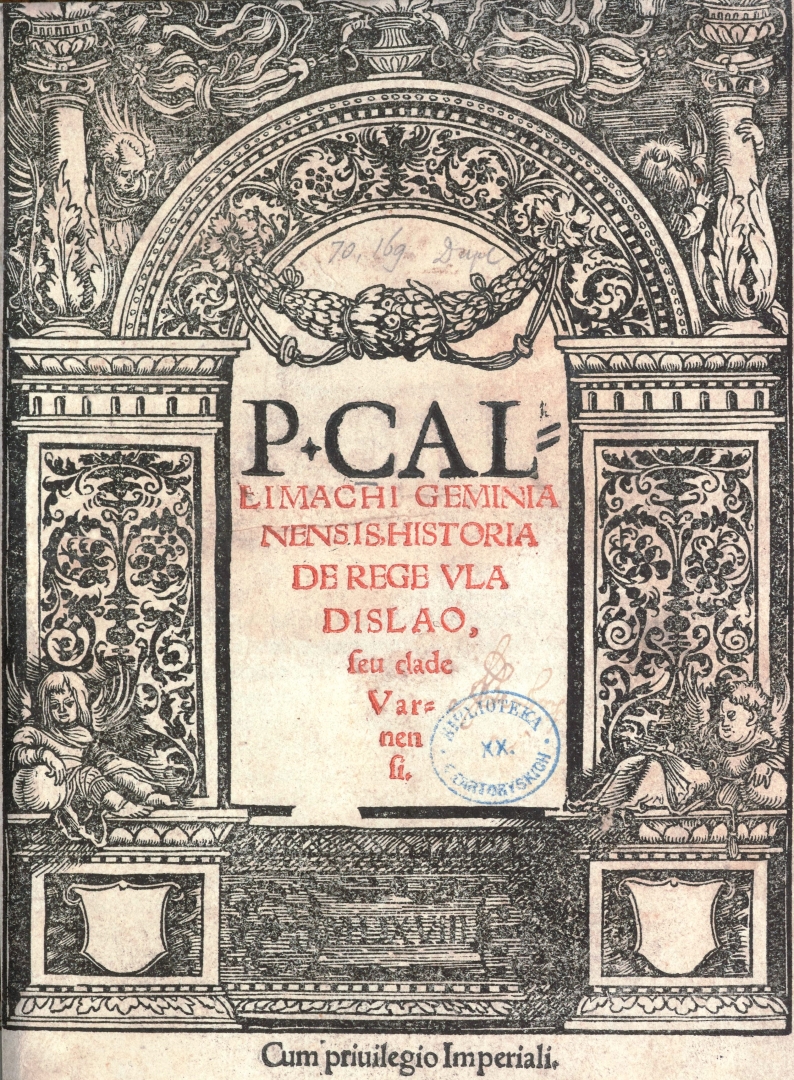 70, 169. Dupl
P. CAL=
LIMACHI GEMINIA
NENSIS, HISTORIA
DE REGE VLA
DISLAO,
seu clade
Var=
nen
si.
BIBLIOTEKA
XX.
CZARTORYSKICH
Cum priuilegio Imperiali.